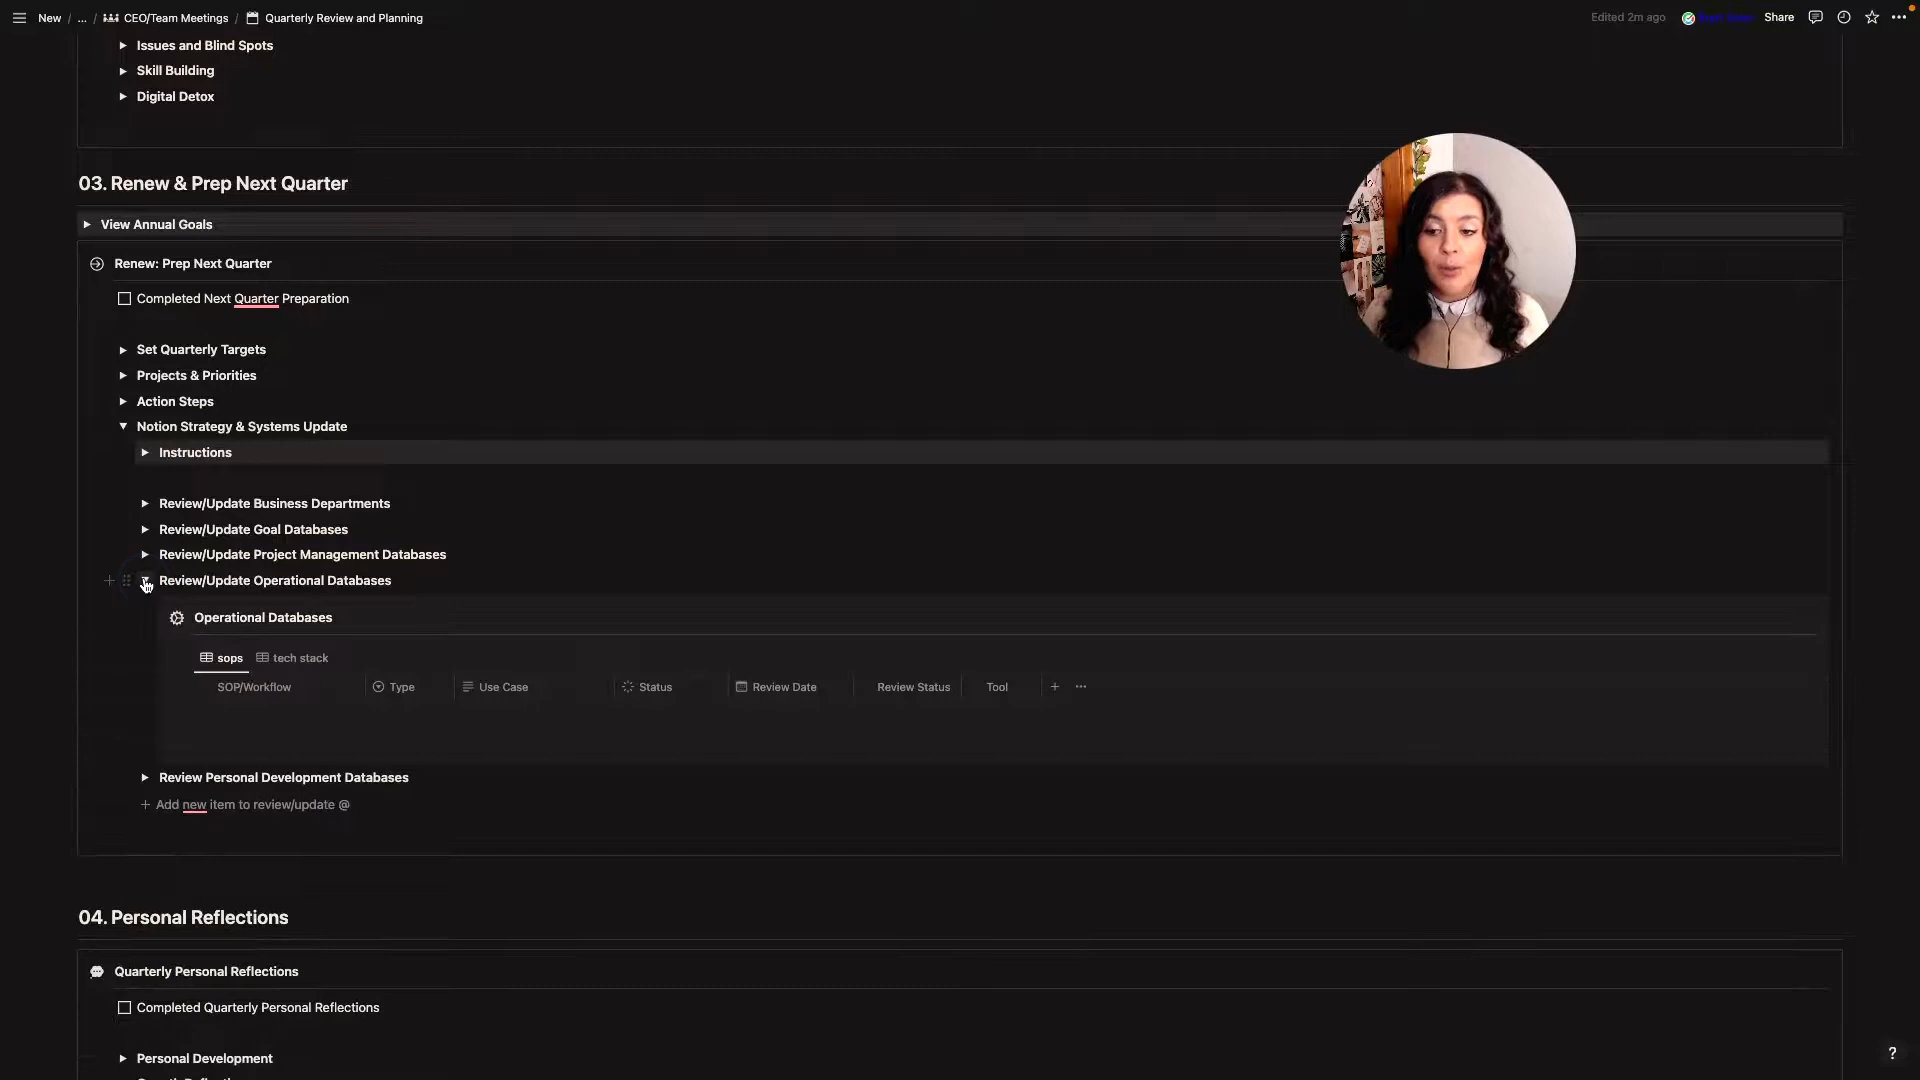 New / ... / CEO/Team Meetings / Quarterly Review and Planning
Edited 2m ago
Share
Issues and Blind Spots
Skill Building
Digital Detox
03. Renew & Prep Next Quarter
View Annual Goals
Renew: Prep Next Quarter
Completed Next Quarter Preparation
Set Quarterly Targets
Projects & Priorities
Action Steps
Notion Strategy & Systems Update
Instructions
Review/Update Business Departments
Review/Update Goal Databases
Review/Update Project Management Databases
Review/Update Operational Databases
Operational Databases
sops tech stack
SOP/Workflow Type Use Case Status Review Date Review Status Tool + ...
Review Personal Development Databases
+ Add new item to review/update @
04. Personal Reflections
Quarterly Personal Reflections
Completed Quarterly Personal Reflections
Personal Development
?